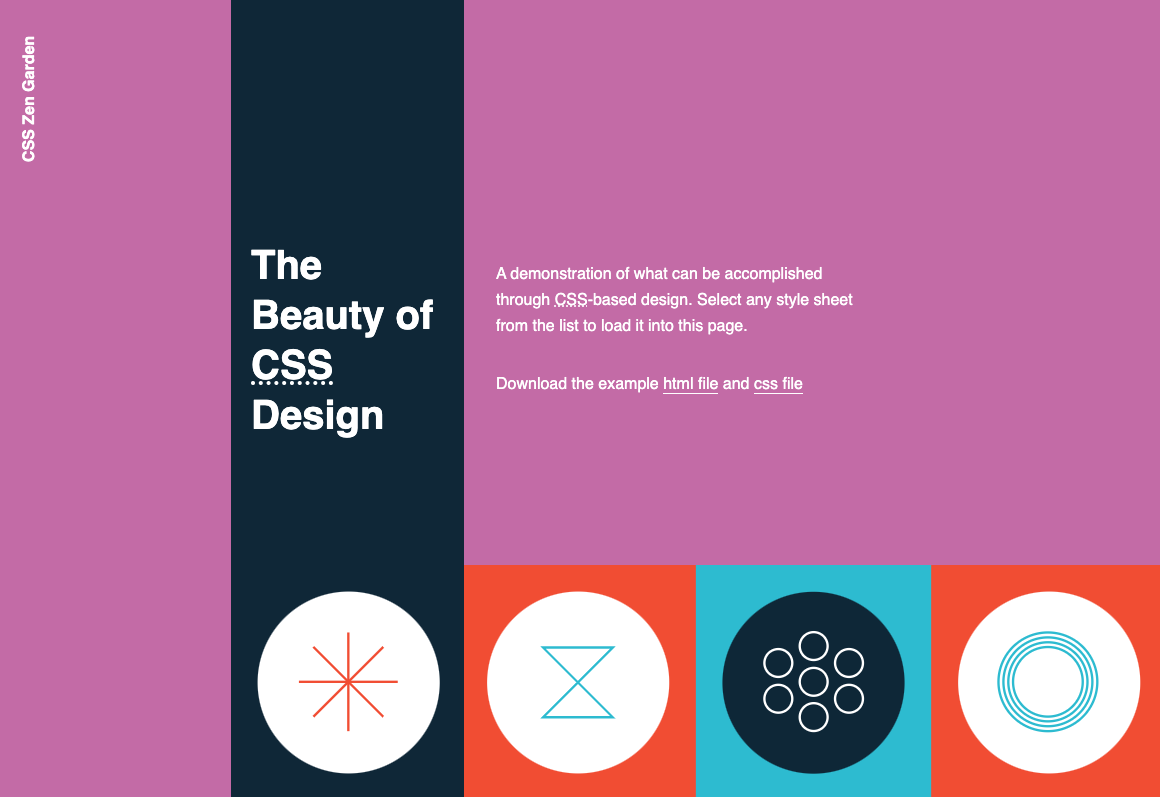 CSS Zen Garden
The
Beauty of
CSS
Design
A demonstration of what can be accomplished
through CSS-based design. Select any style sheet
from the list to load it into this page.
Download the example html file and css file